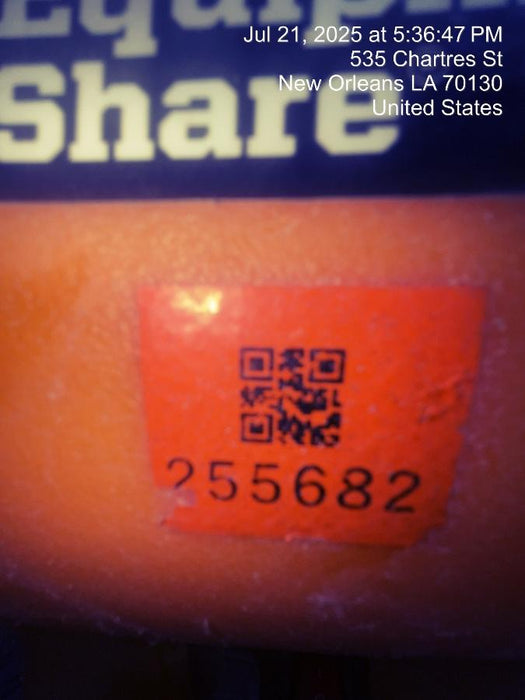 Jul 21, 2025 at 5:36:47 PM
535 Chartres St
New Orleans LA 70130
United States
Share
255682